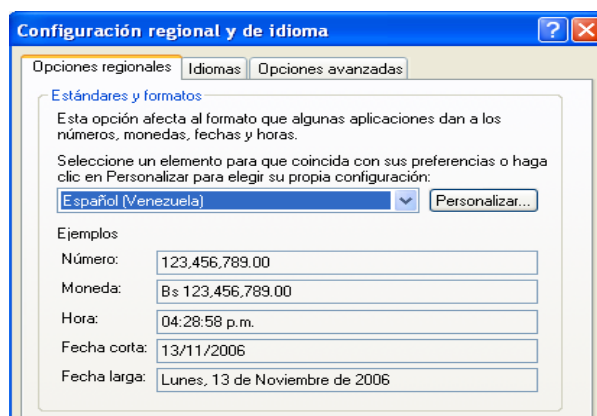 Configuración regional y de idioma
Opciones regionales Idiomas Opciones avanzadas
Estándares y formatos
Esta opción afecta al formato que algunas aplicaciones dan a los
números, monedas, fechas y horas.
Seleccione un elemento para que coincida con sus preferencias o haga
clic en Personalizar para elegir su propia configuración:
Español (Venezuela) Personalizar...
Ejemplos
Número: 123,456,789.00
Moneda: Bs 123,456,789.00
Hora: 04:28:58 p.m.
Fecha corta: 13/11/2006
Fecha larga: Lunes, 13 de Noviembre de 2006